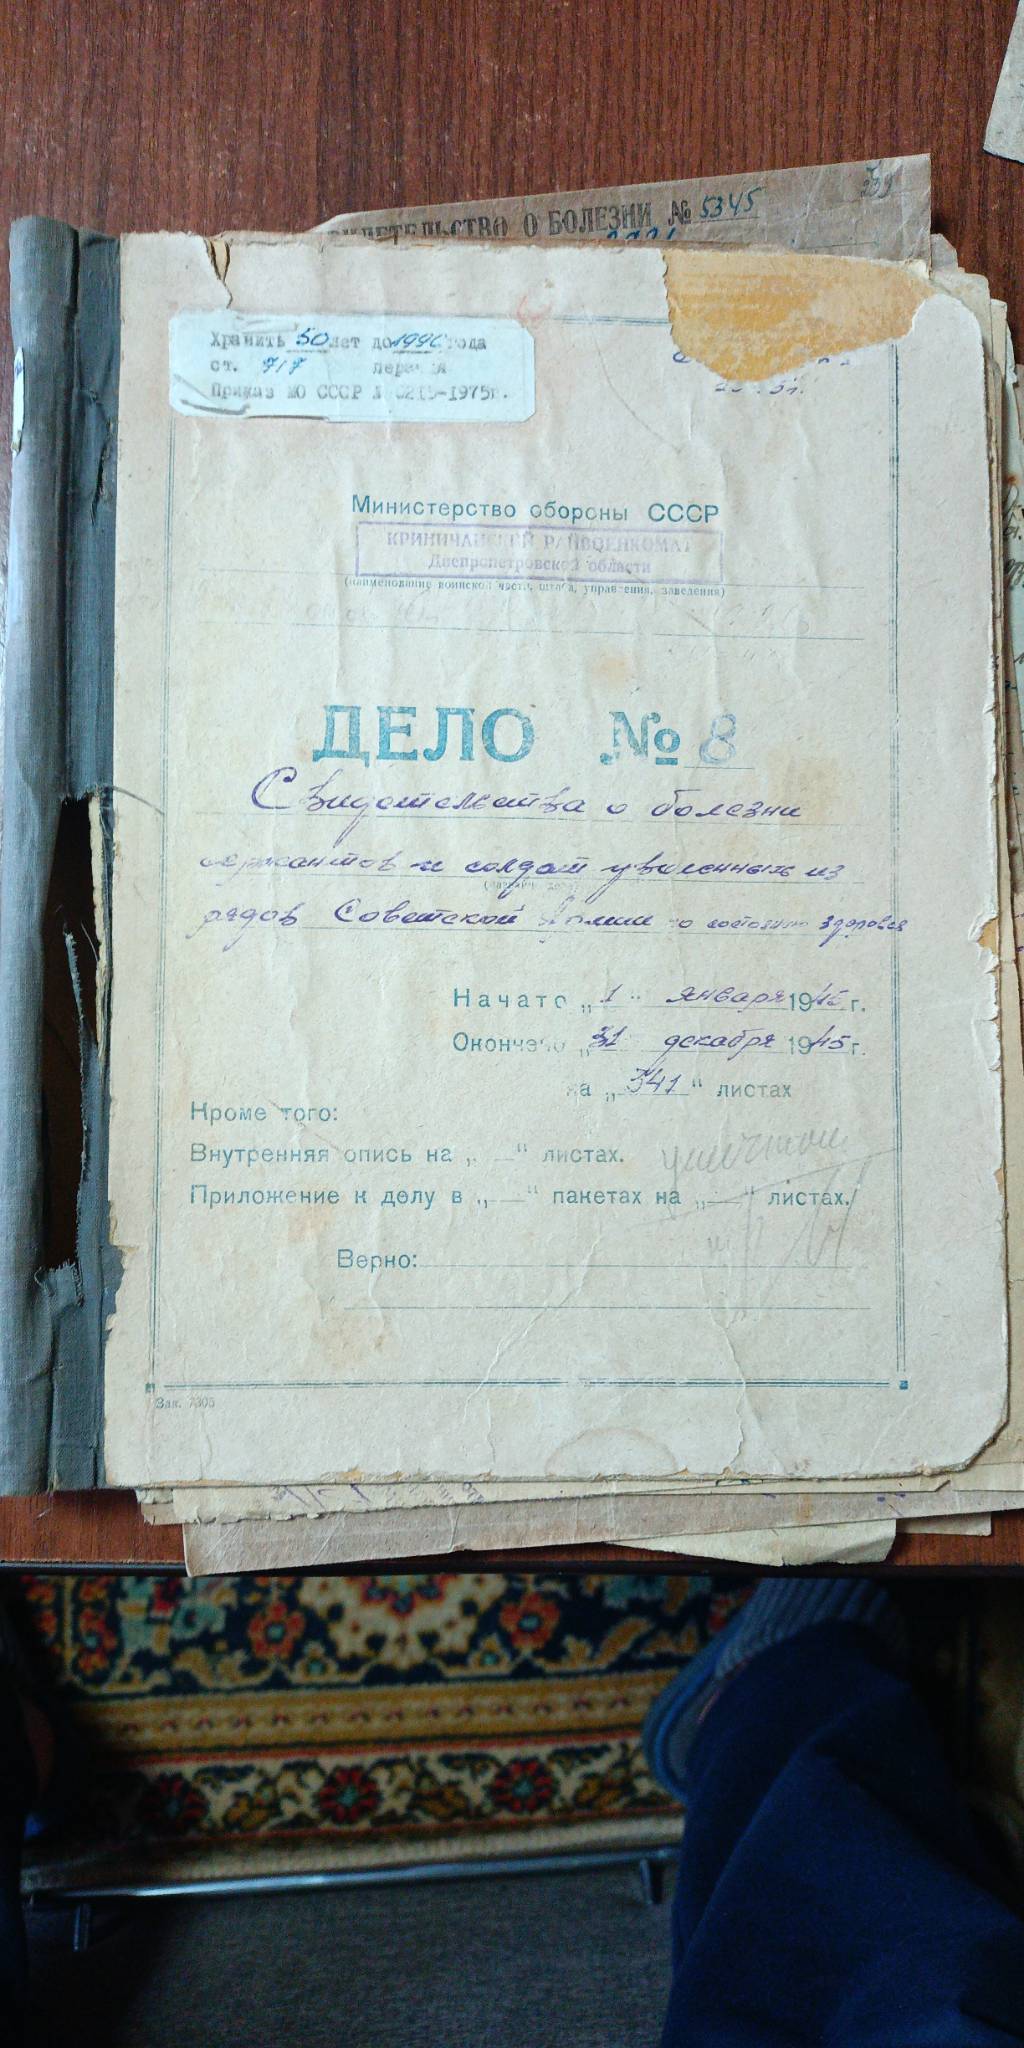 О БОЛЕЗНИ № 5345
239
Хранить 50 лет до 1996 года
ст. 717
Приказ МО СССР № 0215-1975г.
Министерство обороны СССР
КРИНИЧАНСКИЙ РАЙВОЕНКОМАТ
Днепропетровской области
(наименование воинской части, штаба, управления, заведения)
ДЕЛО № 8
Свидетельства о болезни
сержантов и солдат уволенных из
рядов Советской Армии по состоянию здоровья
Начато „1" января 1945 г.
Окончено „31" декабря 1945 г.
на „341" листах
Кроме того:
Внутренняя опись на „—" листах.
Приложение к делу в „—" пакетах на „—" листах.
Верно:
Зак. 7305